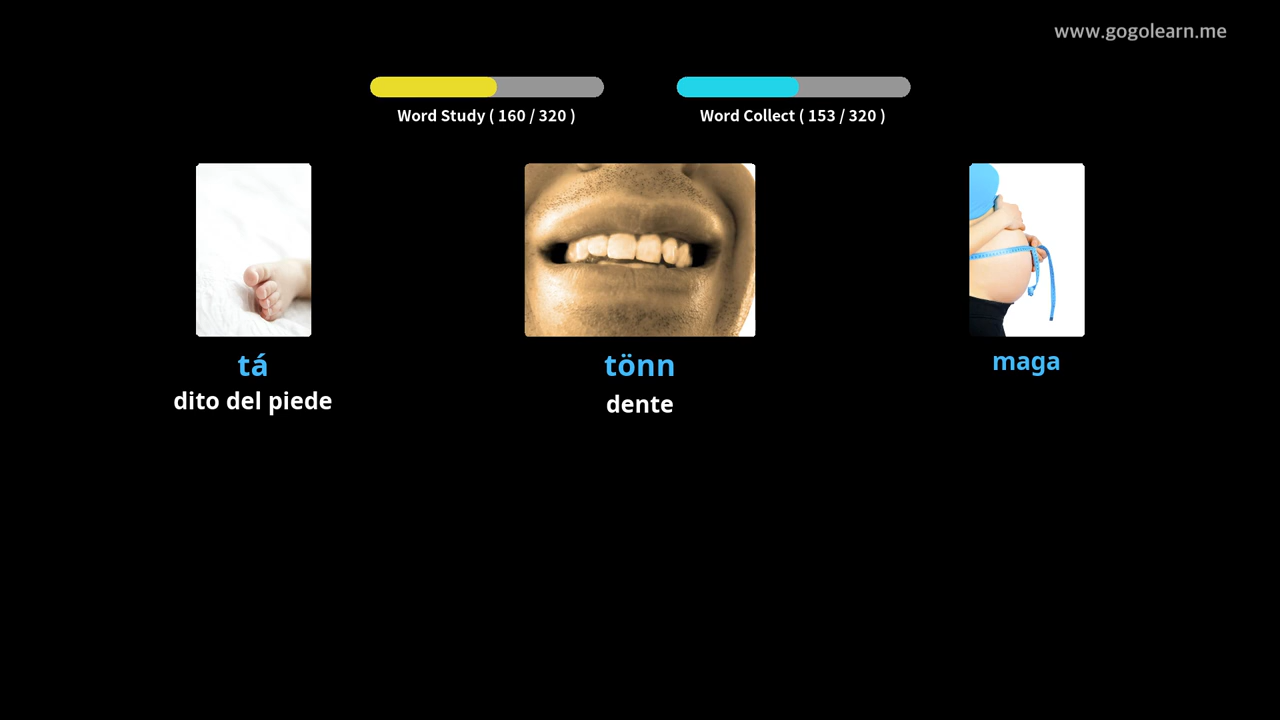 www.gogolearn.me
Word Study ( 160 / 320 )
Word Collect ( 153 / 320 )
tá
dito del piede
tönn
dente
maga